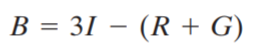 B = 3I − (R + G)